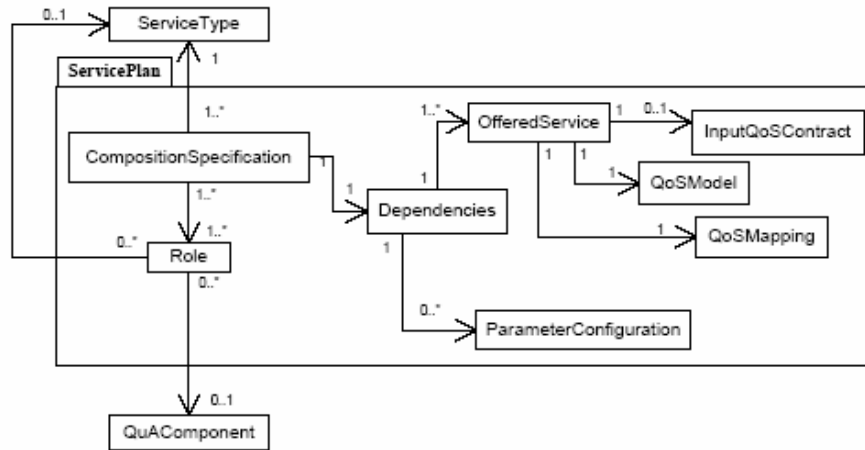 0..1
ServiceType
1
ServicePlan
1..*
1..*
OfferedService
1
0..1
InputQoSContract
CompositionSpecification
1
1
1
1
QoSModel
1
1
Dependencies
1..*
1
QoSMapping
1..*
0..*
Role
1
0..*
0..*
ParameterConfiguration
0..1
QuAComponent